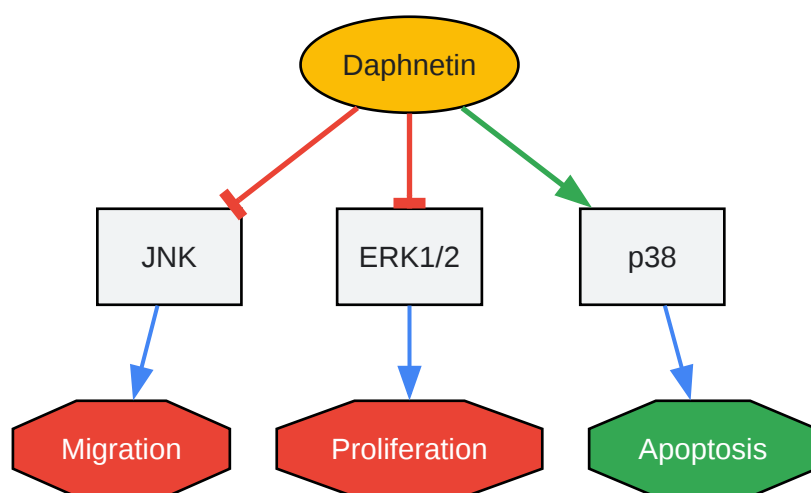 Daphnetin
JNK
ERK1/2
p38
Migration
Proliferation
Apoptosis